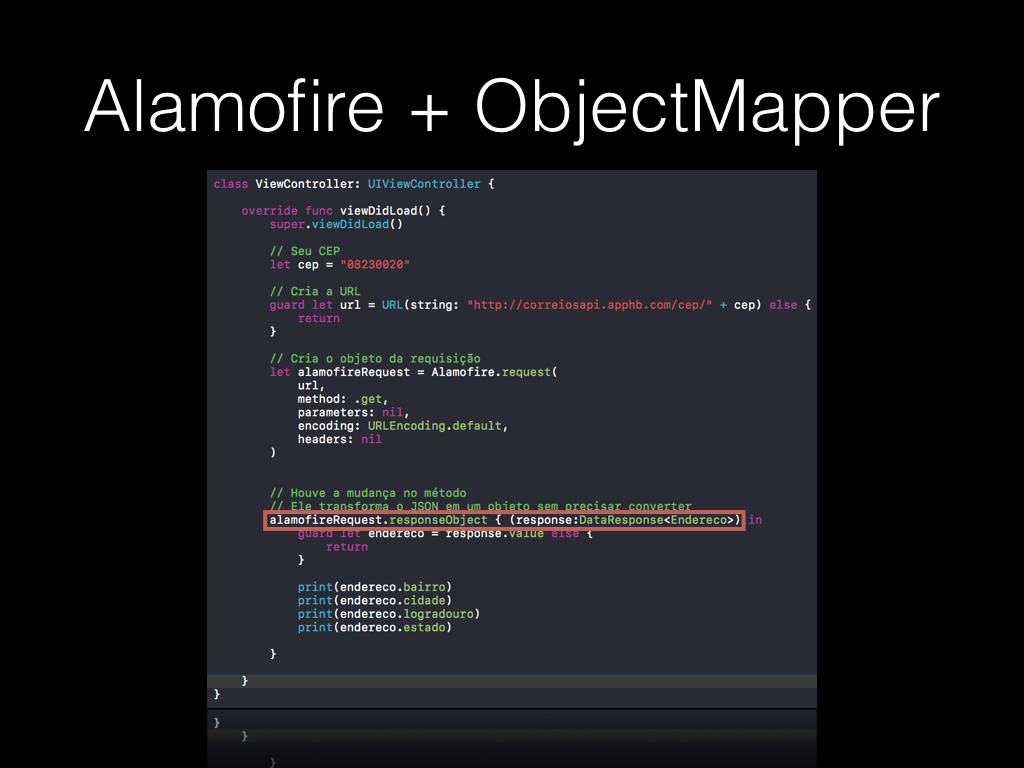 Alamofire + ObjectMapper
class ViewController: UIViewController {
override func viewDidLoad() {
super.viewDidLoad()
// Seu CEP
let cep = "08230020"
// Cria a URL
guard let url = URL(string: "http://correiosapi.apphb.com/cep/" + cep) else {
return
}
// Cria o objeto da requisição
let alamofireRequest = Alamofire.request(
url,
method: .get,
parameters: nil,
encoding: URLEncoding.default,
headers: nil
)
// Houve a mudança no método
// Ele transforma o JSON em um objeto sem precisar converter
alamofireRequest.responseObject { (response:DataResponse<Endereco>) in
guard let endereco = response.value else {
return
}
print(endereco.bairro)
print(endereco.cidade)
print(endereco.logradouro)
print(endereco.estado)
}
}
}